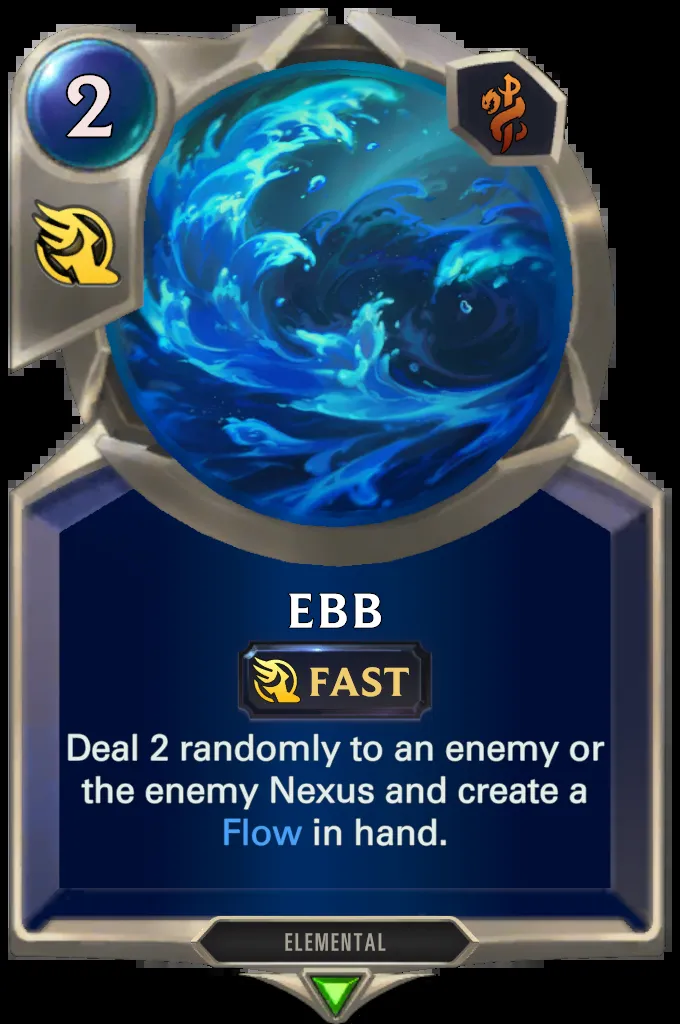 2
EBB
FAST
Deal 2 randomly to an enemy or
the enemy Nexus and create a
Flow in hand.
ELEMENTAL